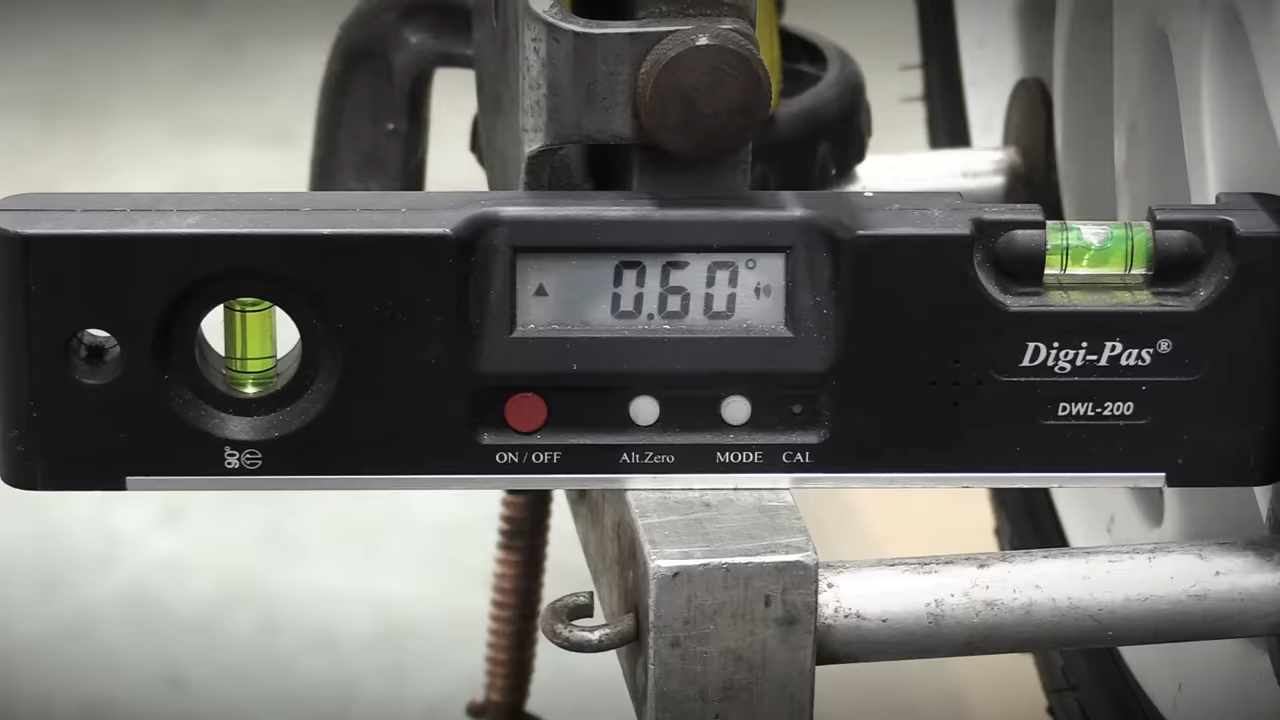 0.60°
Digi-Pas®
DWL-200
ON / OFF
Alt.Zero
MODE
CAL
90°